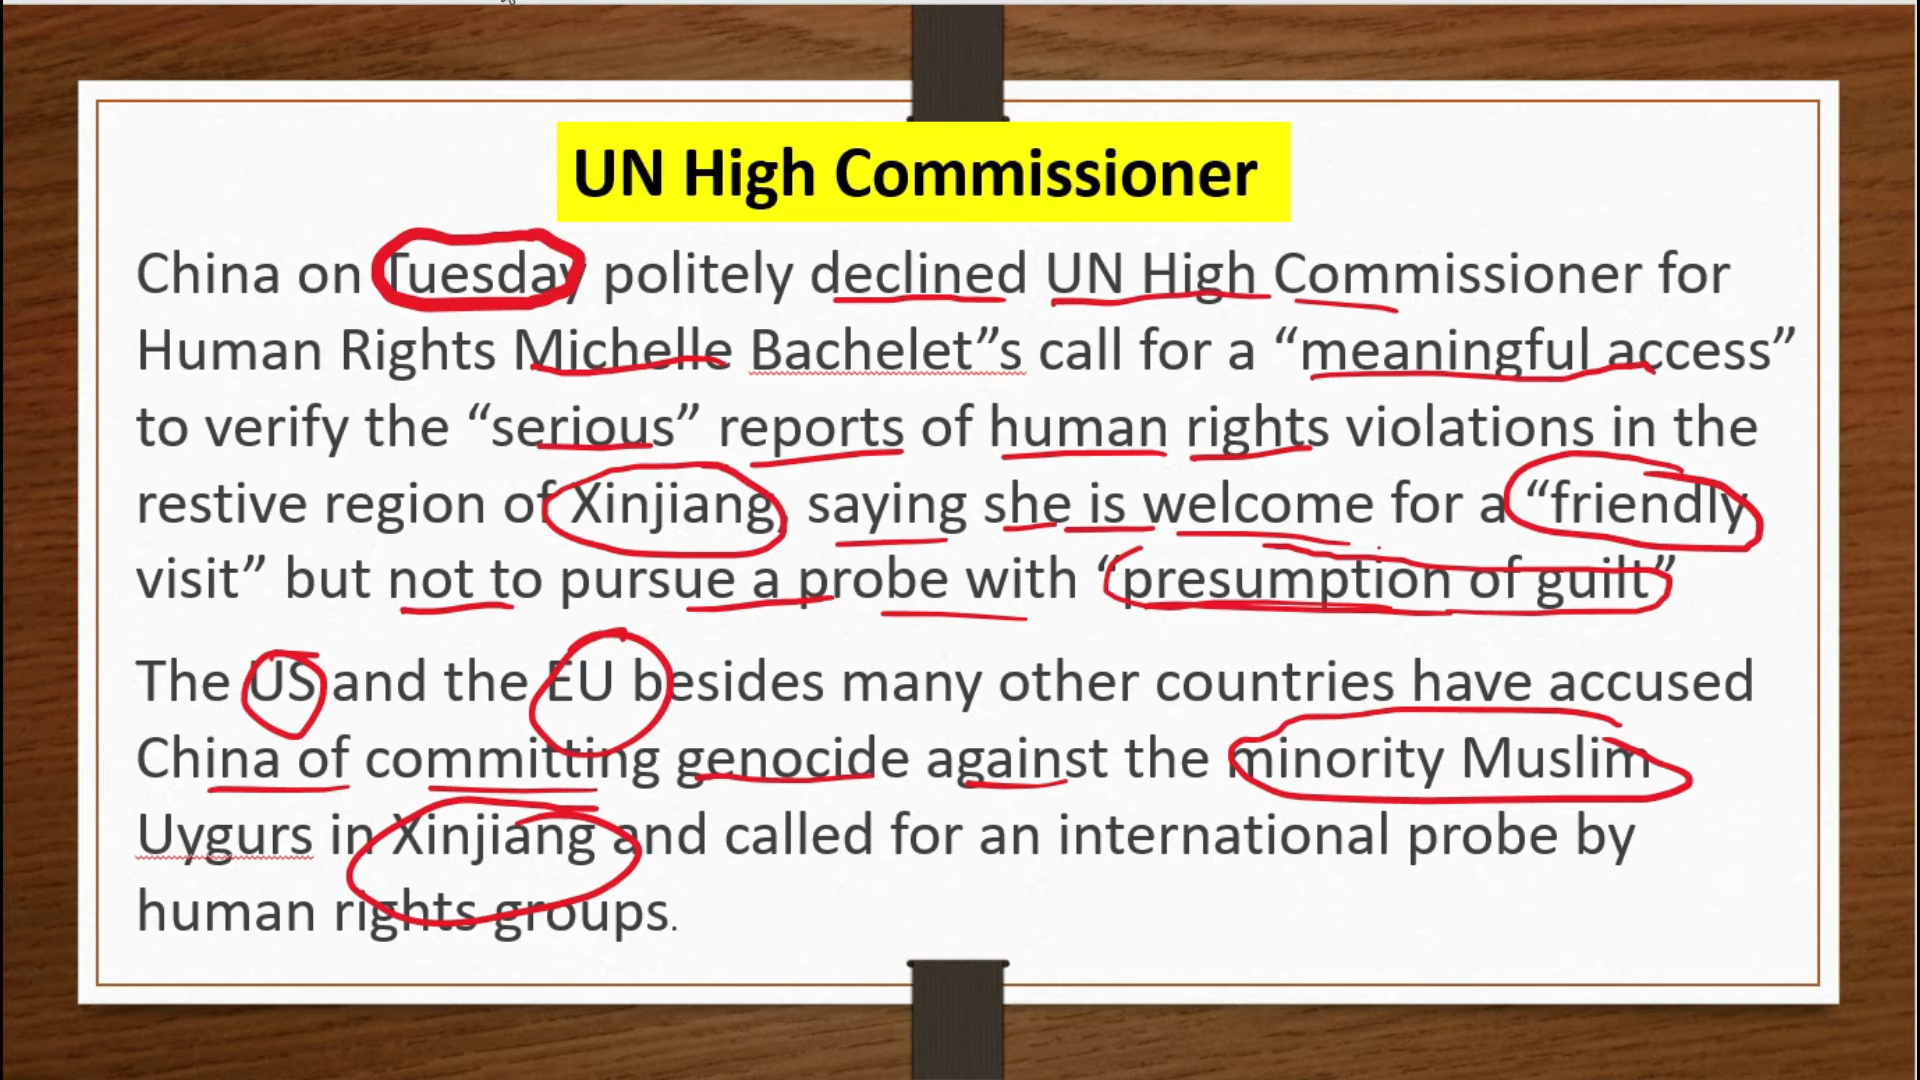 UN High Commissioner
China on Tuesday politely declined UN High Commissioner for
Human Rights Michelle Bachelet”s call for a “meaningful access”
to verify the “serious” reports of human rights violations in the
restive region of Xinjiang, saying she is welcome for a “friendly
visit” but not to pursue a probe with “presumption of guilt”
The US and the EU besides many other countries have accused
China of committing genocide against the minority Muslim
Uygurs in Xinjiang and called for an international probe by
human rights groups.